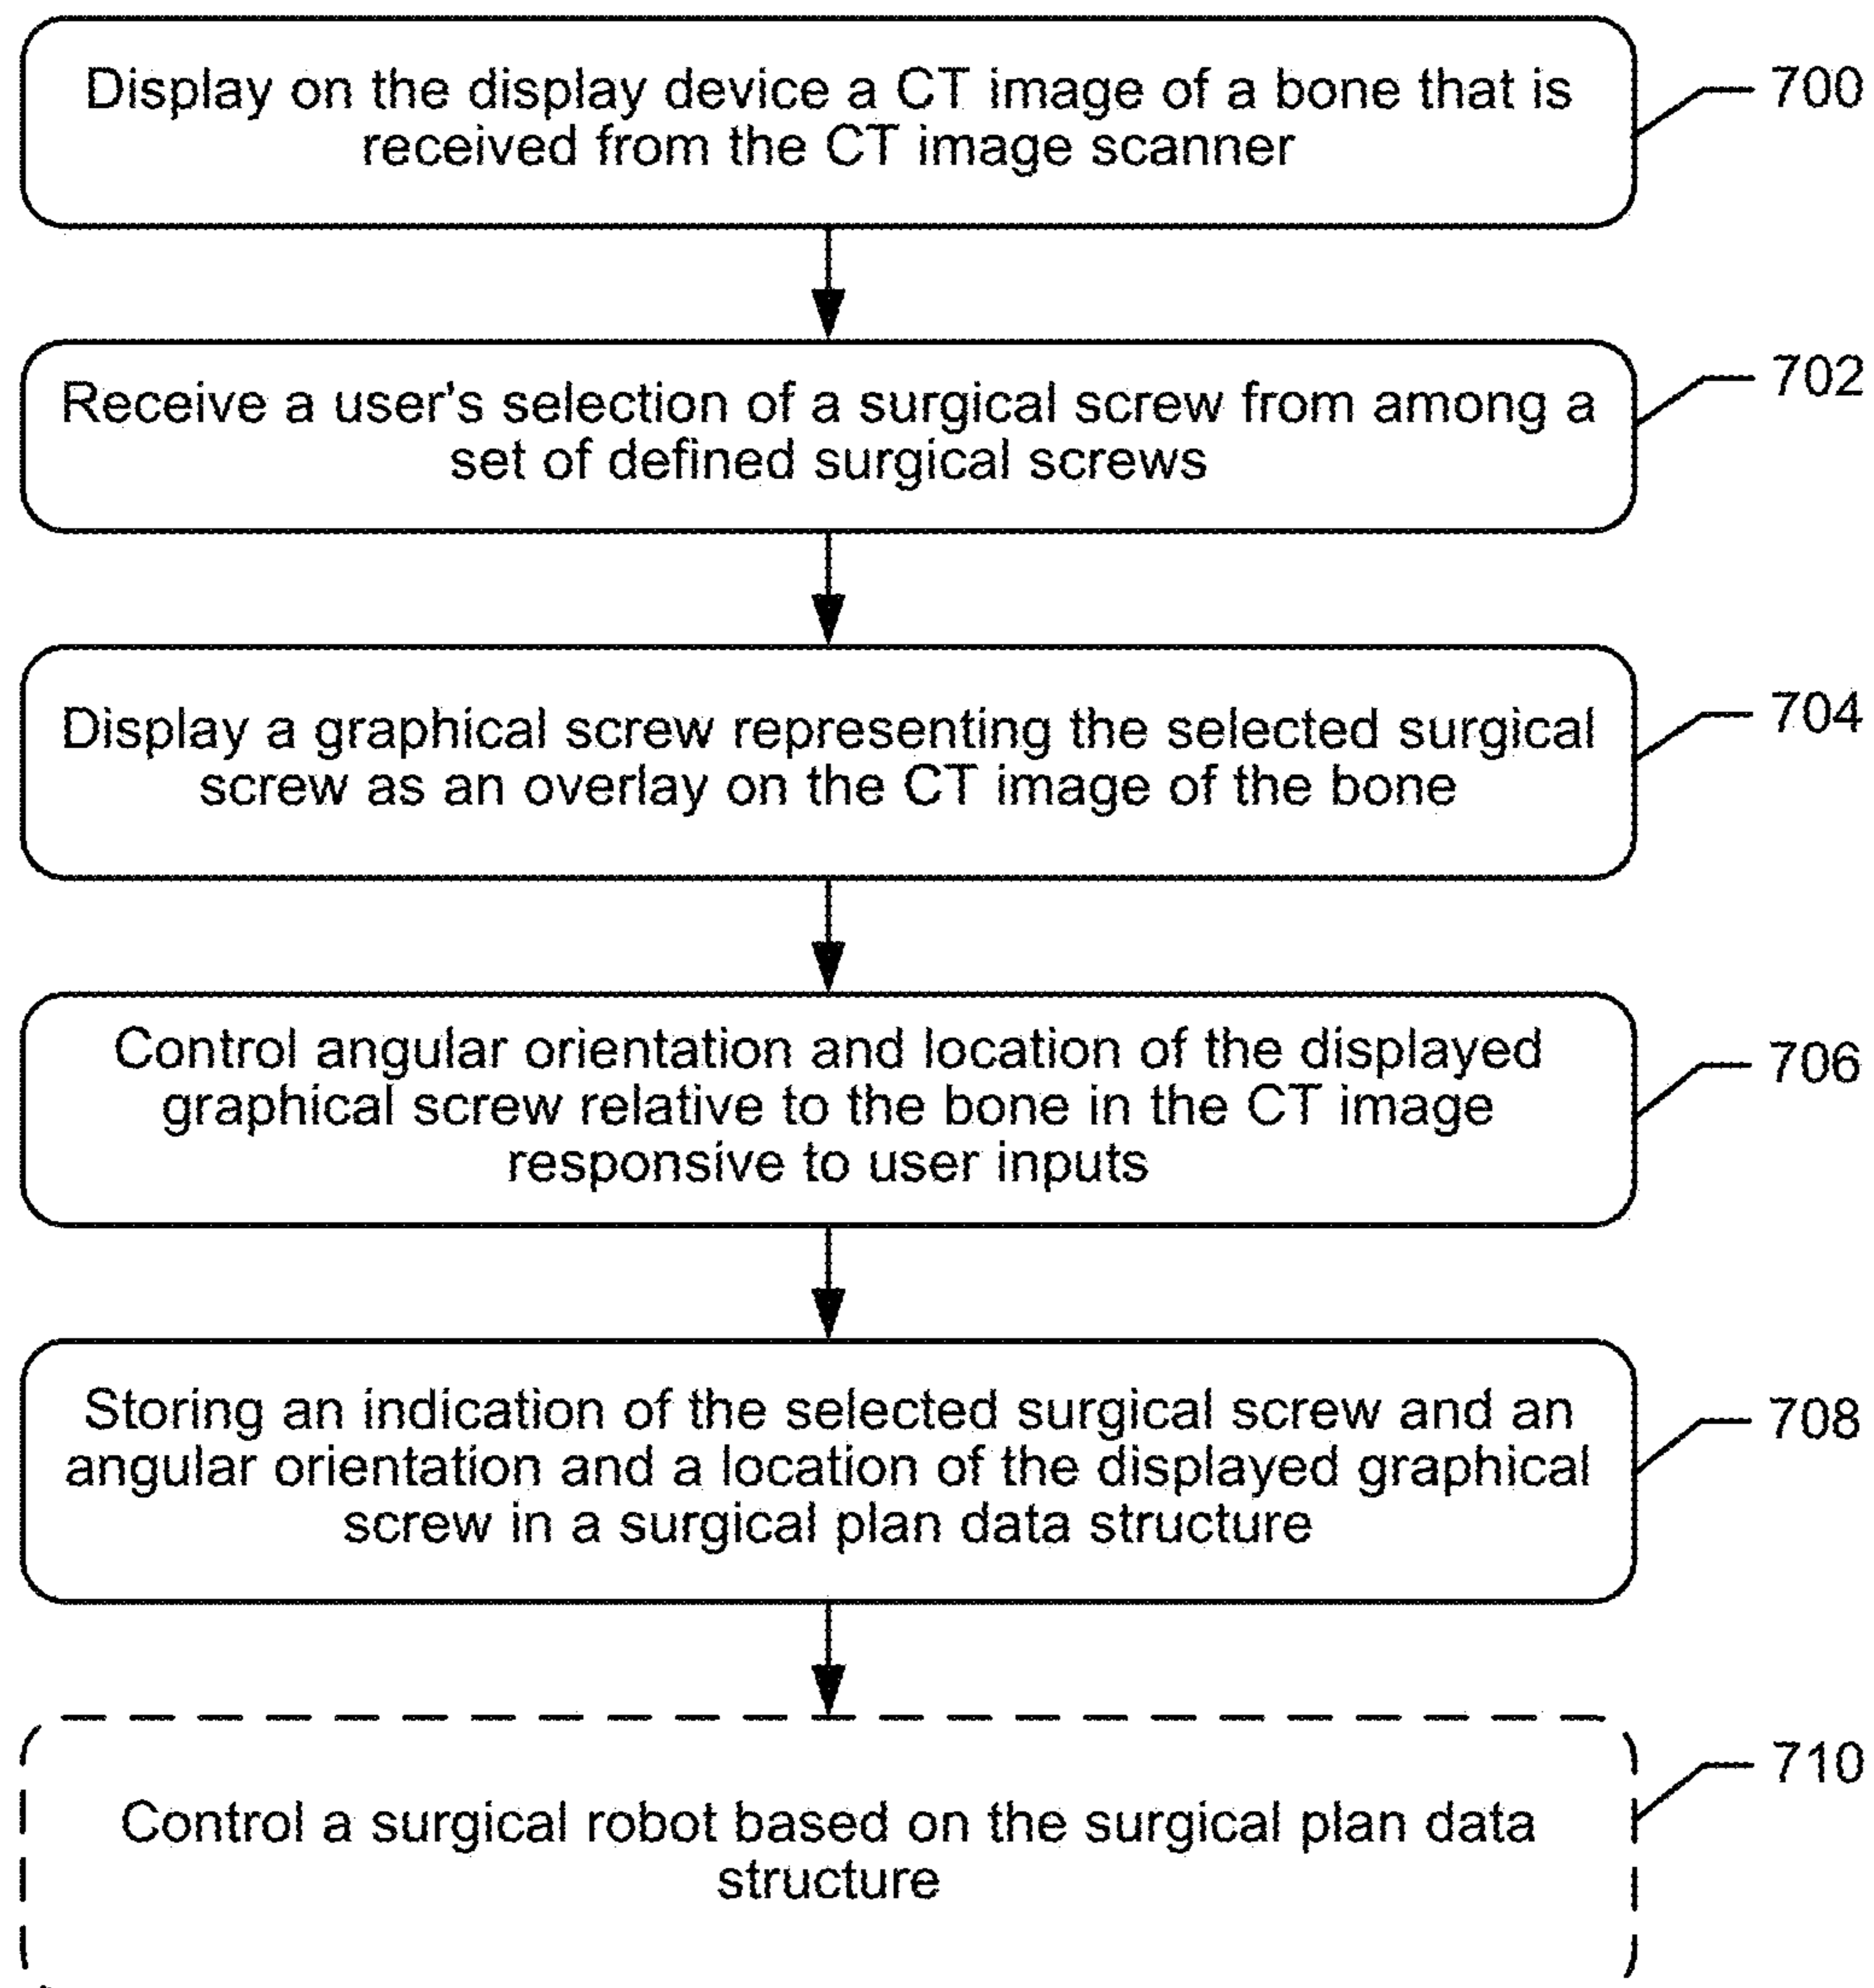 Display on the display device a CT image of a bone that is
received from the CT image scanner
700
Receive a user's selection of a surgical screw from among a
set of defined surgical screws
702
Display a graphical screw representing the selected surgical
screw as an overlay on the CT image of the bone
704
Control angular orientation and location of the displayed
graphical screw relative to the bone in the CT image
responsive to user inputs
706
Storing an indication of the selected surgical screw and an
angular orientation and a location of the displayed graphical
screw in a surgical plan data structure
708
Control a surgical robot based on the surgical plan data
structure
710